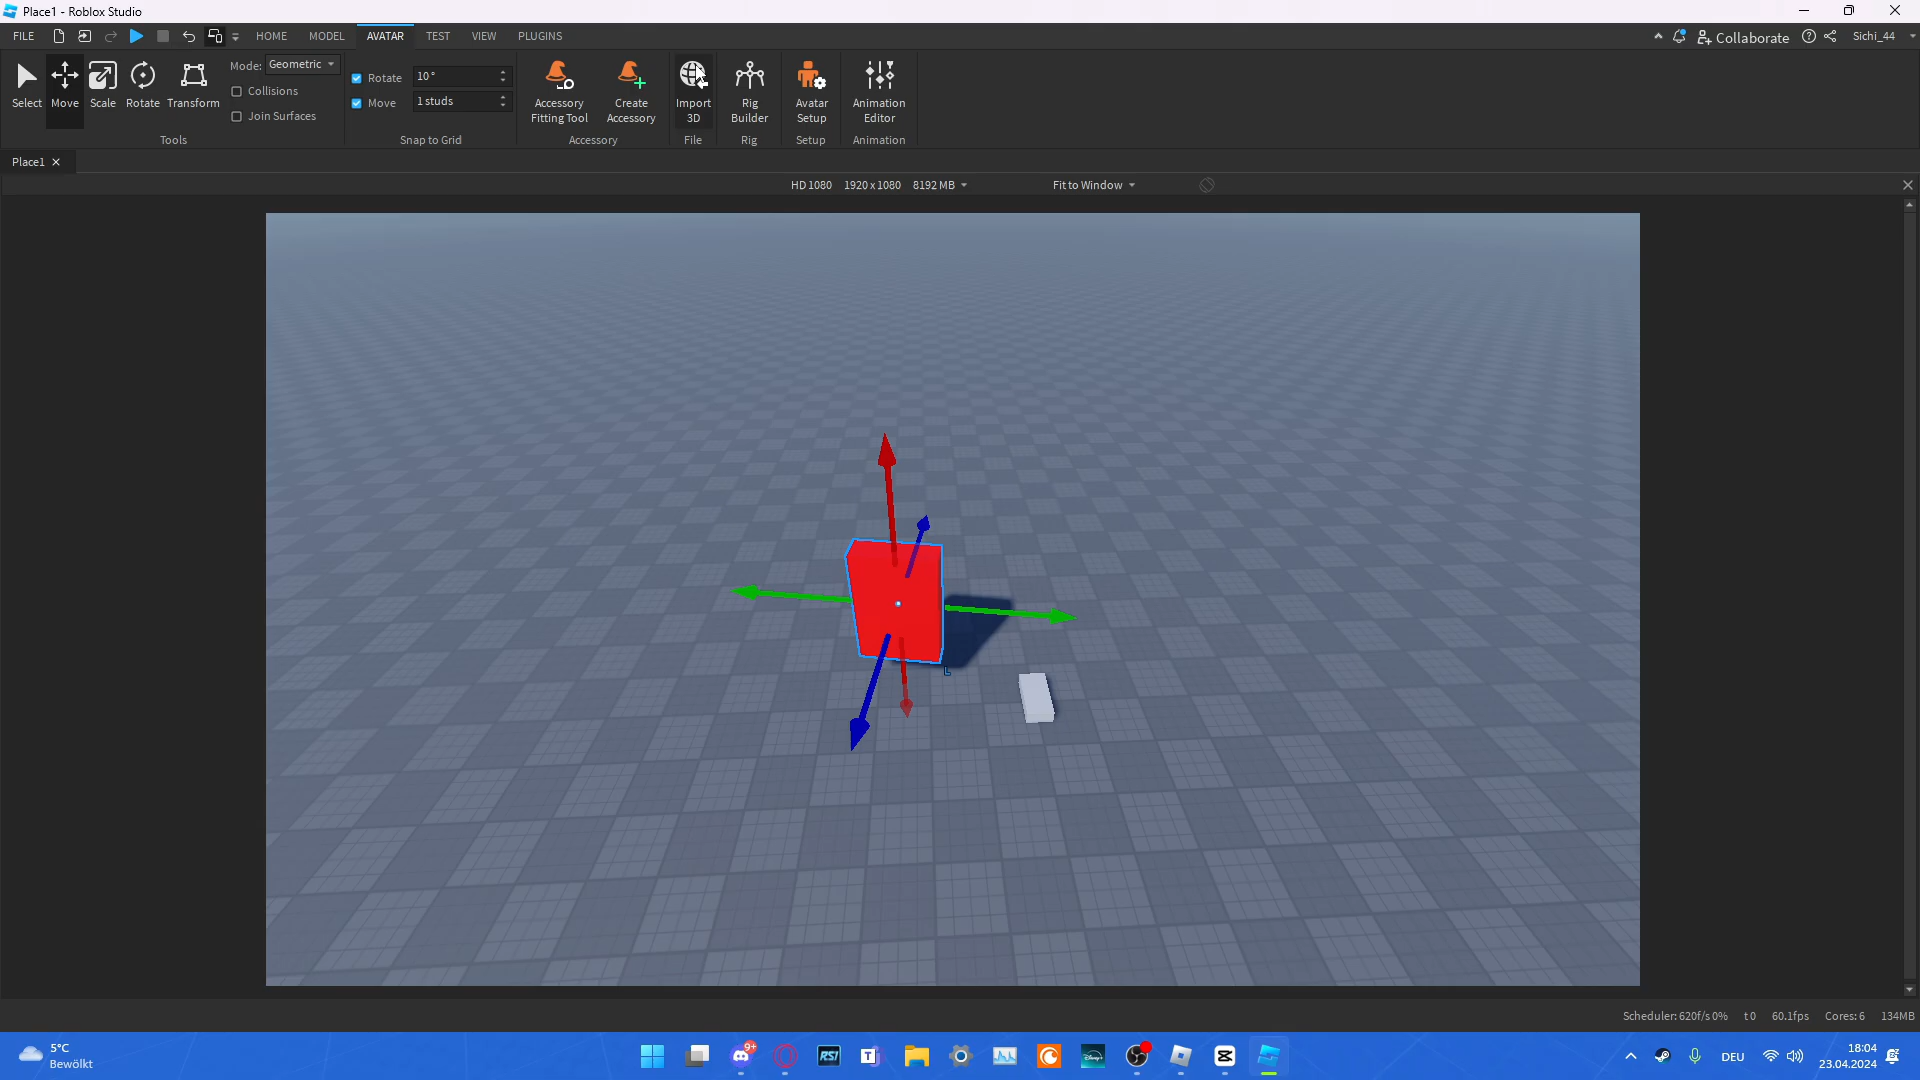 Place1 - Roblox Studio
FILE HOME MODEL AVATAR TEST VIEW PLUGINS Collaborate Sichi_44
Select Move Scale Rotate Transform
Mode: Geometric
Collisions
Join Surfaces
Tools
Rotate 10°
Move 1 studs
Snap to Grid
Accessory
Fitting Tool
Create
Accessory
Accessory
Import
3D
File
Rig
Builder
Rig
Avatar
Setup
Setup
Animation
Editor
Animation
Place1
HD 1080 1920 x 1080 8192 MB Fit to Window
L
Scheduler: 620f/s 0% t 0 60.1fps Cores: 6 134MB
5°C
Bewölkt
9+
RSI
T
Disney+
DEU
18:04
23.04.2024